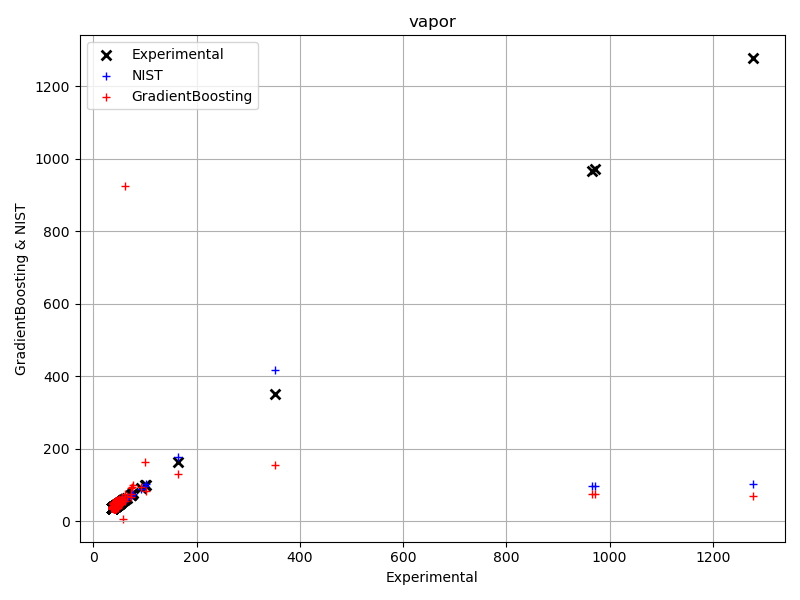 vapor
Experimental
NIST
GradientBoosting
GradientBoosting & NIST
1200
1000
800
600
400
200
0
0 200 400 600 800 1000 1200
Experimental